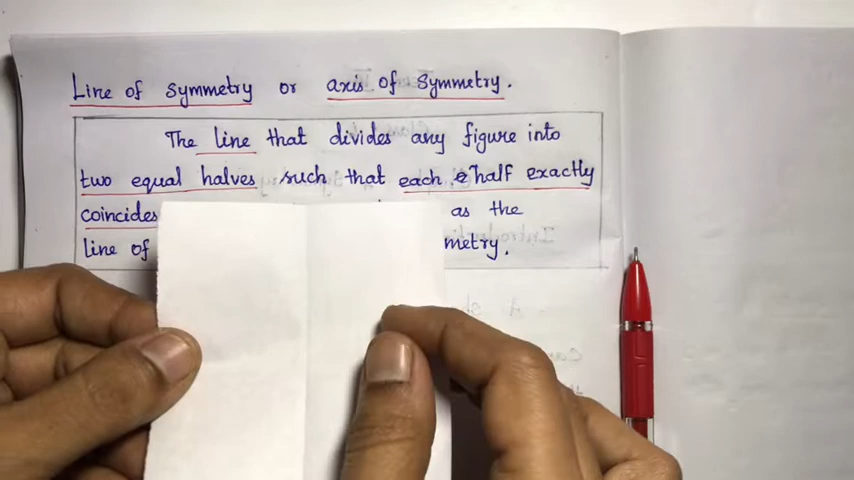 Line of symmetry or axis of Symmetry.
The line that divides any figure into
two equal halves such that each half exactly
coincides as the
line of metry.